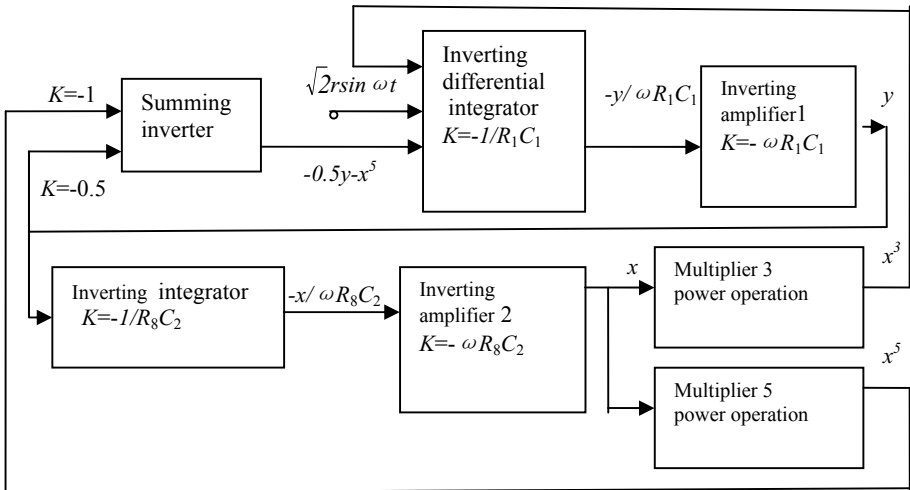 K=-1
Summing
inverter
K=-0.5
√2rsin ωt
-0.5y-x⁵
Inverting
differential
integrator
K=-1/R₁C₁
-y/ωR₁C₁
Inverting
amplifier1
K=- ωR₁C₁
y
Inverting integrator
K=-1/R₈C₂
-x/ωR₈C₂
Inverting
amplifier 2
K=- ωR₈C₂
x
Multiplier 3
power operation
x³
Multiplier 5
power operation
x⁵